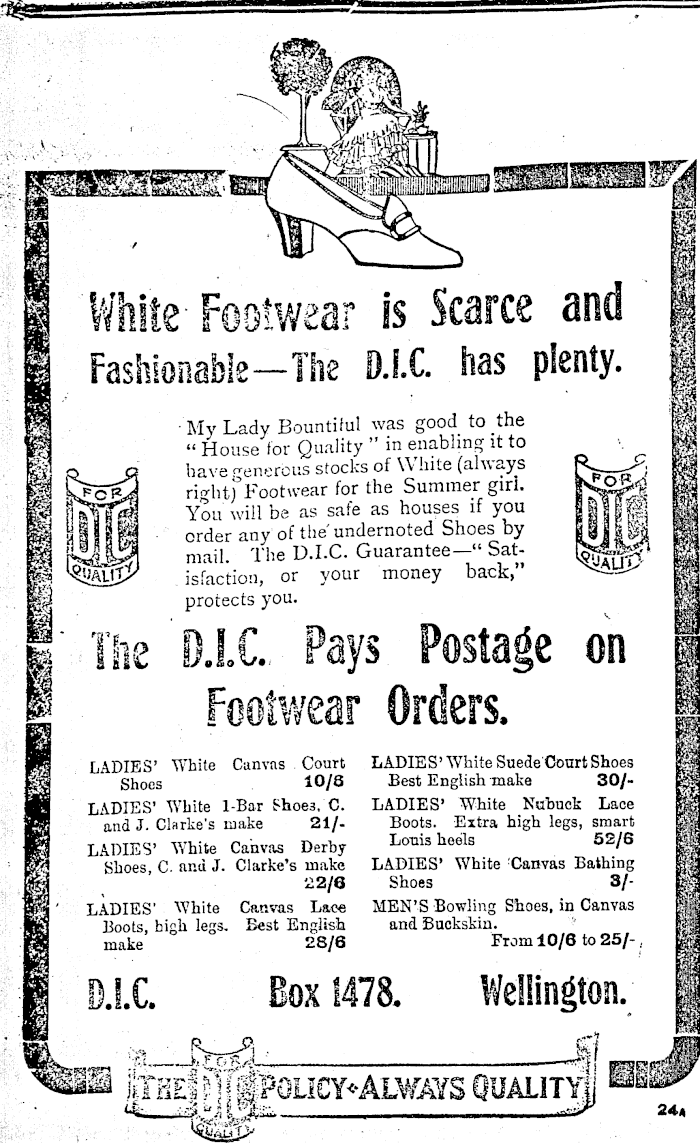 White Footwear is Scarce and
Fashionable—The D.I.C. has plenty.
My Lady Bountiful was good to the
"House for Quality" in enabling it to
have generous stocks of White (always
right) Footwear for the Summer girl.
You will be as safe as houses if you
order any of the undernoted Shoes by
mail. The D.I.C. Guarantee—"Sat-
isfaction, or your money back,"
protects you.
FOR
DIC
QUALITY
FOR
DIC
QUALITY
The D.I.C. Pays Postage on
Footwear Orders.
LADIES' White Canvas Court
Shoes 10/6
LADIES' White 1-Bar Shoes, C.
and J. Clarke's make 21/-
LADIES' White Canvas Derby
Shoes, C. and J. Clarke's make
22/6
LADIES' White Canvas Lace
Boots, high legs. Best English
make 28/6
LADIES' White Suede Court Shoes
Best English make 30/-
LADIES' White Nubuck Lace
Boots. Extra high legs, smart
Louis heels 52/6
LADIES' White Canvas Bathing
Shoes 3/-
MEN'S Bowling Shoes, in Canvas
and Buckskin.
From 10/6 to 25/-
D.I.C. Box 1478. Wellington.
FOR
THE DIC POLICY ALWAYS QUALITY
QUALITY
24A